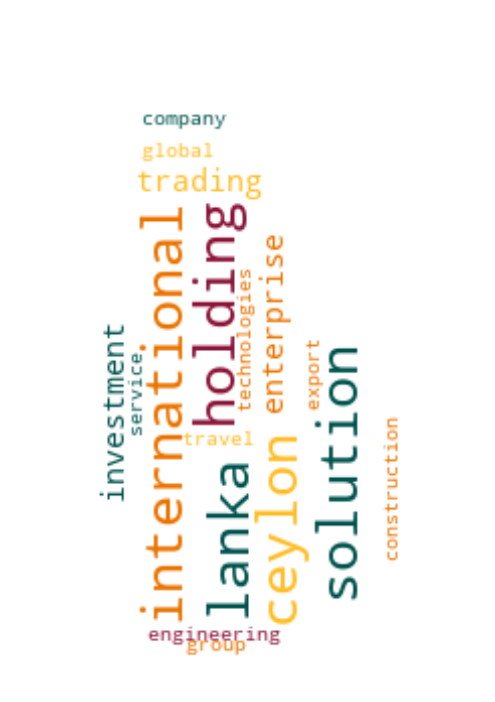 company
global
trading
international
holding
technologies
enterprise
investment
service
export
solution
travel
lanka
ceylon
construction
engineering
group